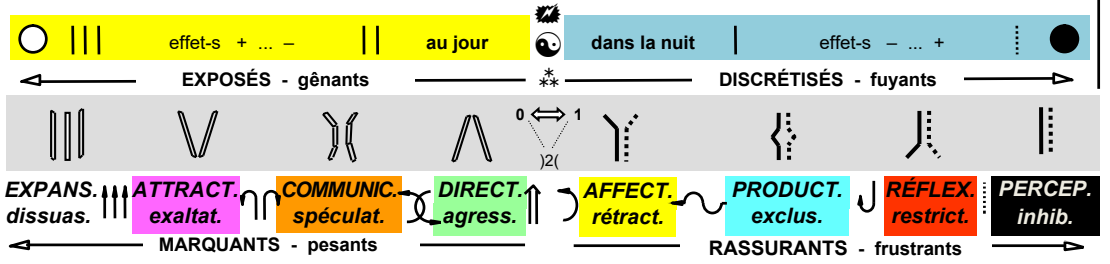 effet-s + ... – au jour dans la nuit effet-s – ... +
EXPOSÉS - gênants DISCRÉTISÉS - fuyants
0 1
)2(
EXPANS. ATTRACT. COMMUNIC. DIRECT. AFFECT. PRODUCT. RÉFLEX. PERCEP.
dissuas. exaltat. spéculat. agress. rétract. exclus. restrict. inhib.
MARQUANTS - pesants RASSURANTS - frustrants